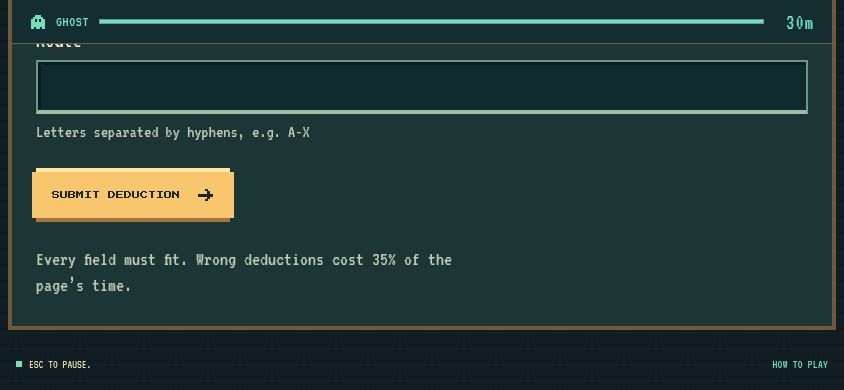 GHOST
30m
Route
Letters separated by hyphens, e.g. A-X
SUBMIT DEDUCTION
Every field must fit. Wrong deductions cost 35% of the
page's time.
ESC TO PAUSE.
HOW TO PLAY